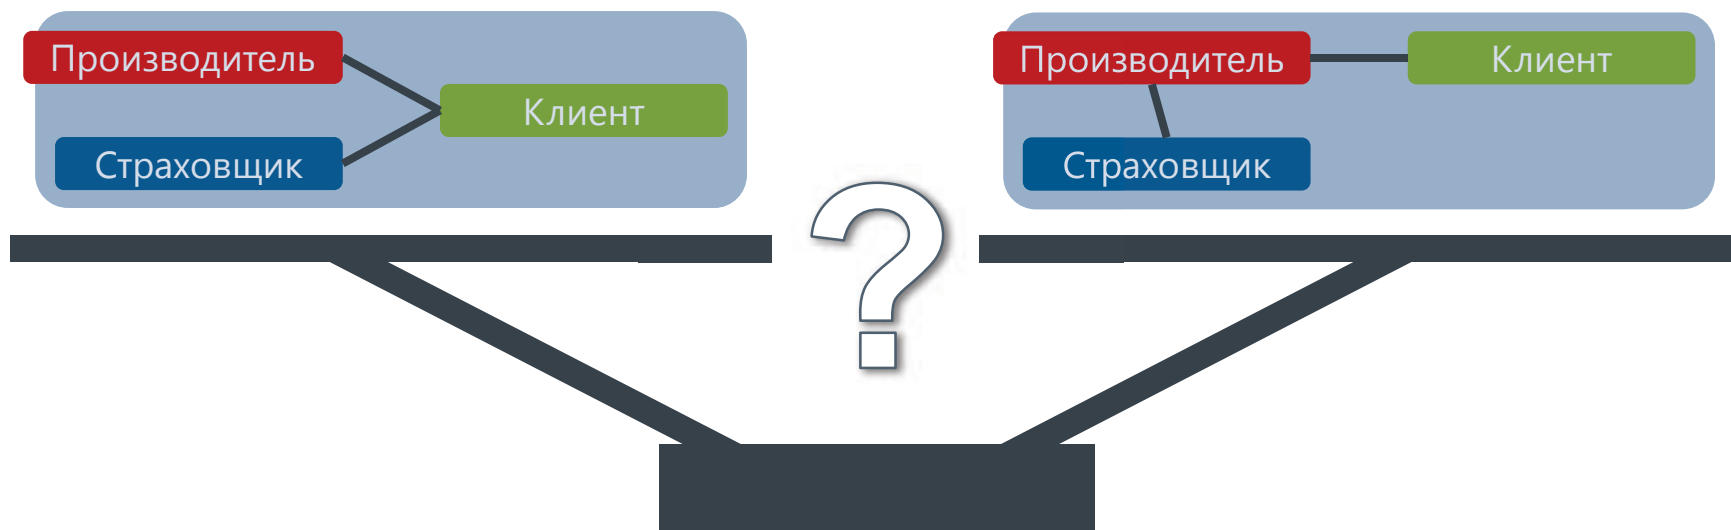 Производитель
Клиент
Страховщик
?
Производитель
Клиент
Страховщик